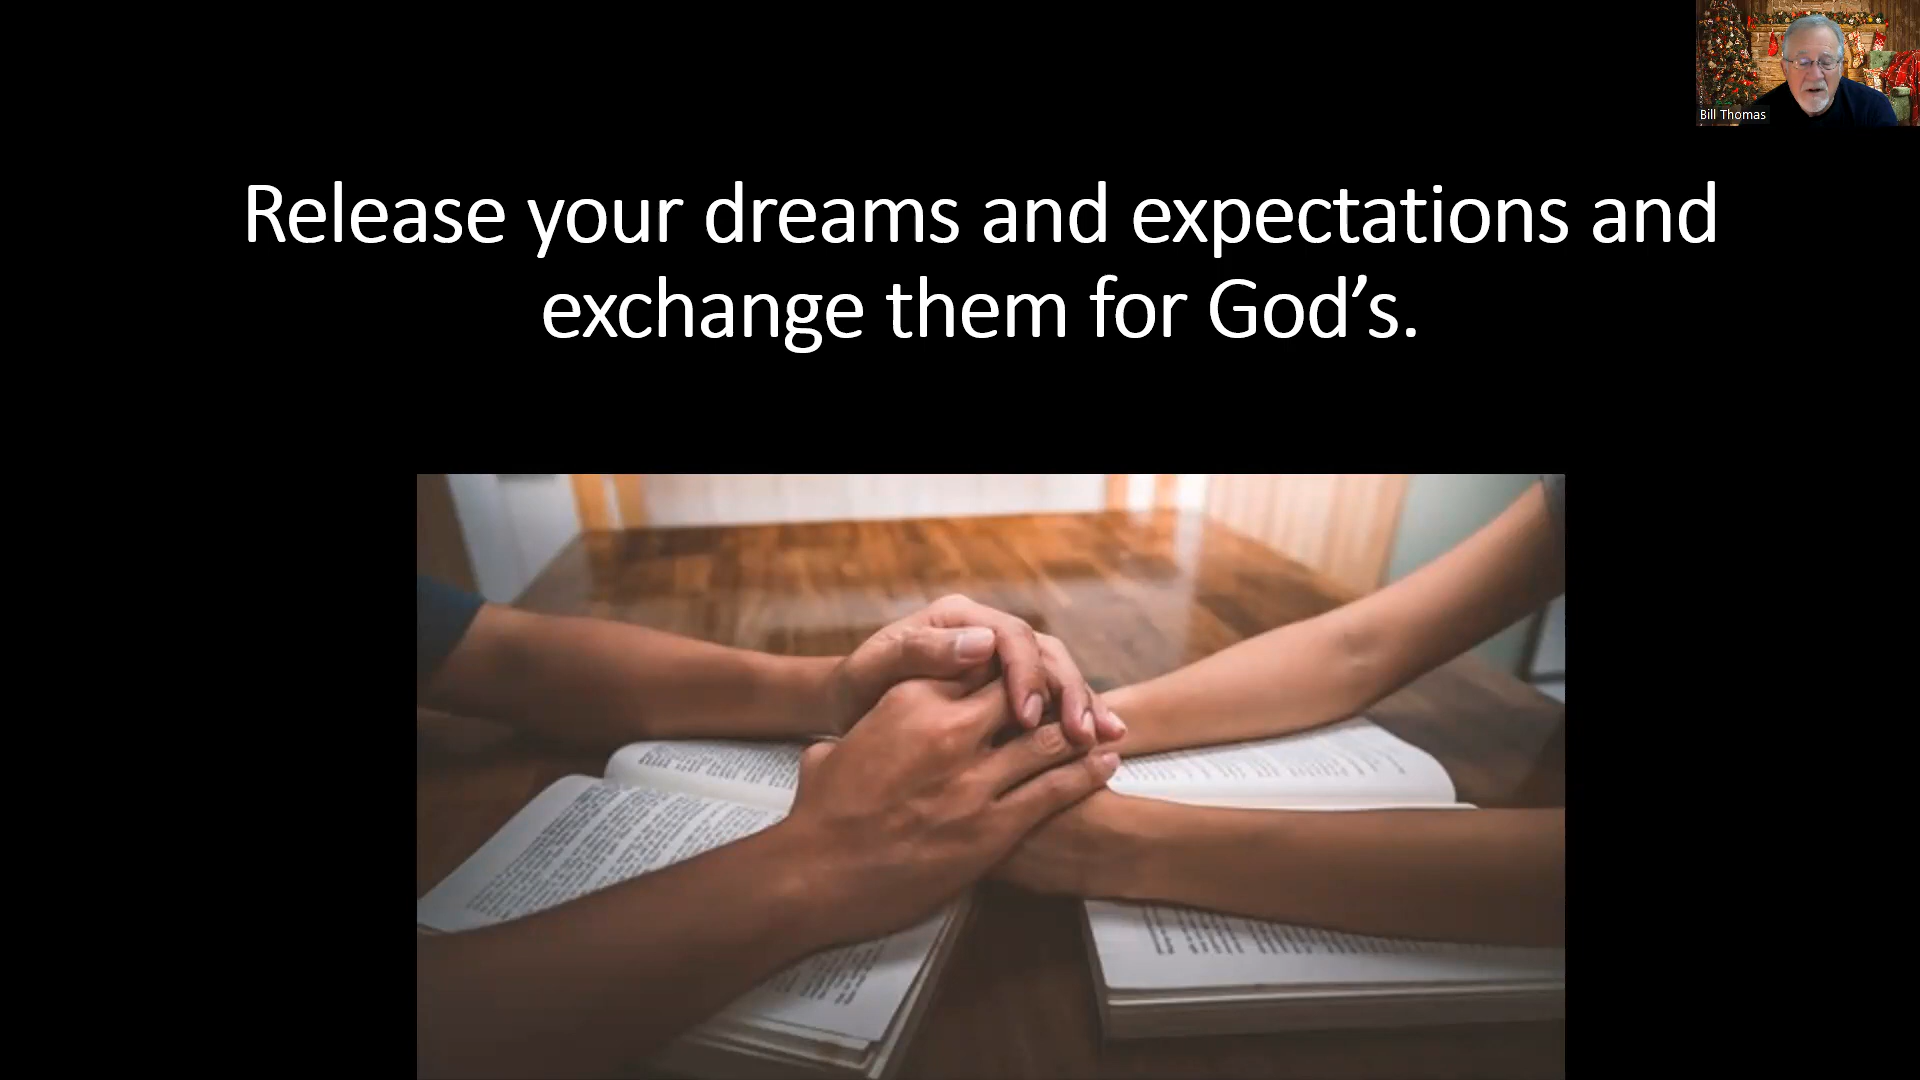 Bill Thomas
Release your dreams and expectations and
exchange them for God’s.